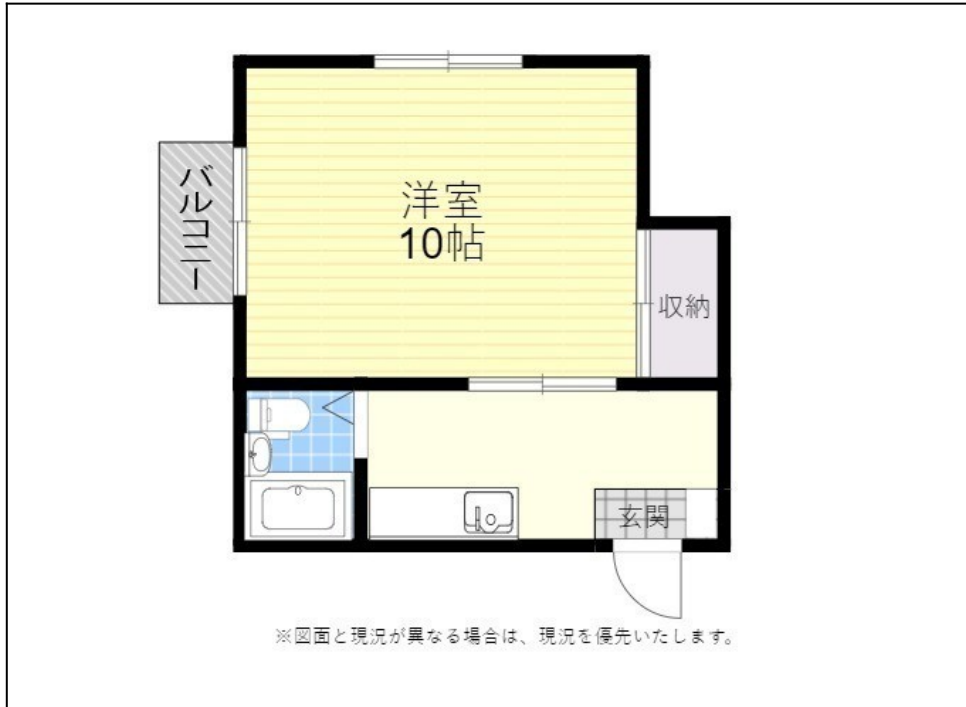 洋室
10帖
バルコニー
収納
玄関
※図面と現況が異なる場合は、現況を優先いたします。